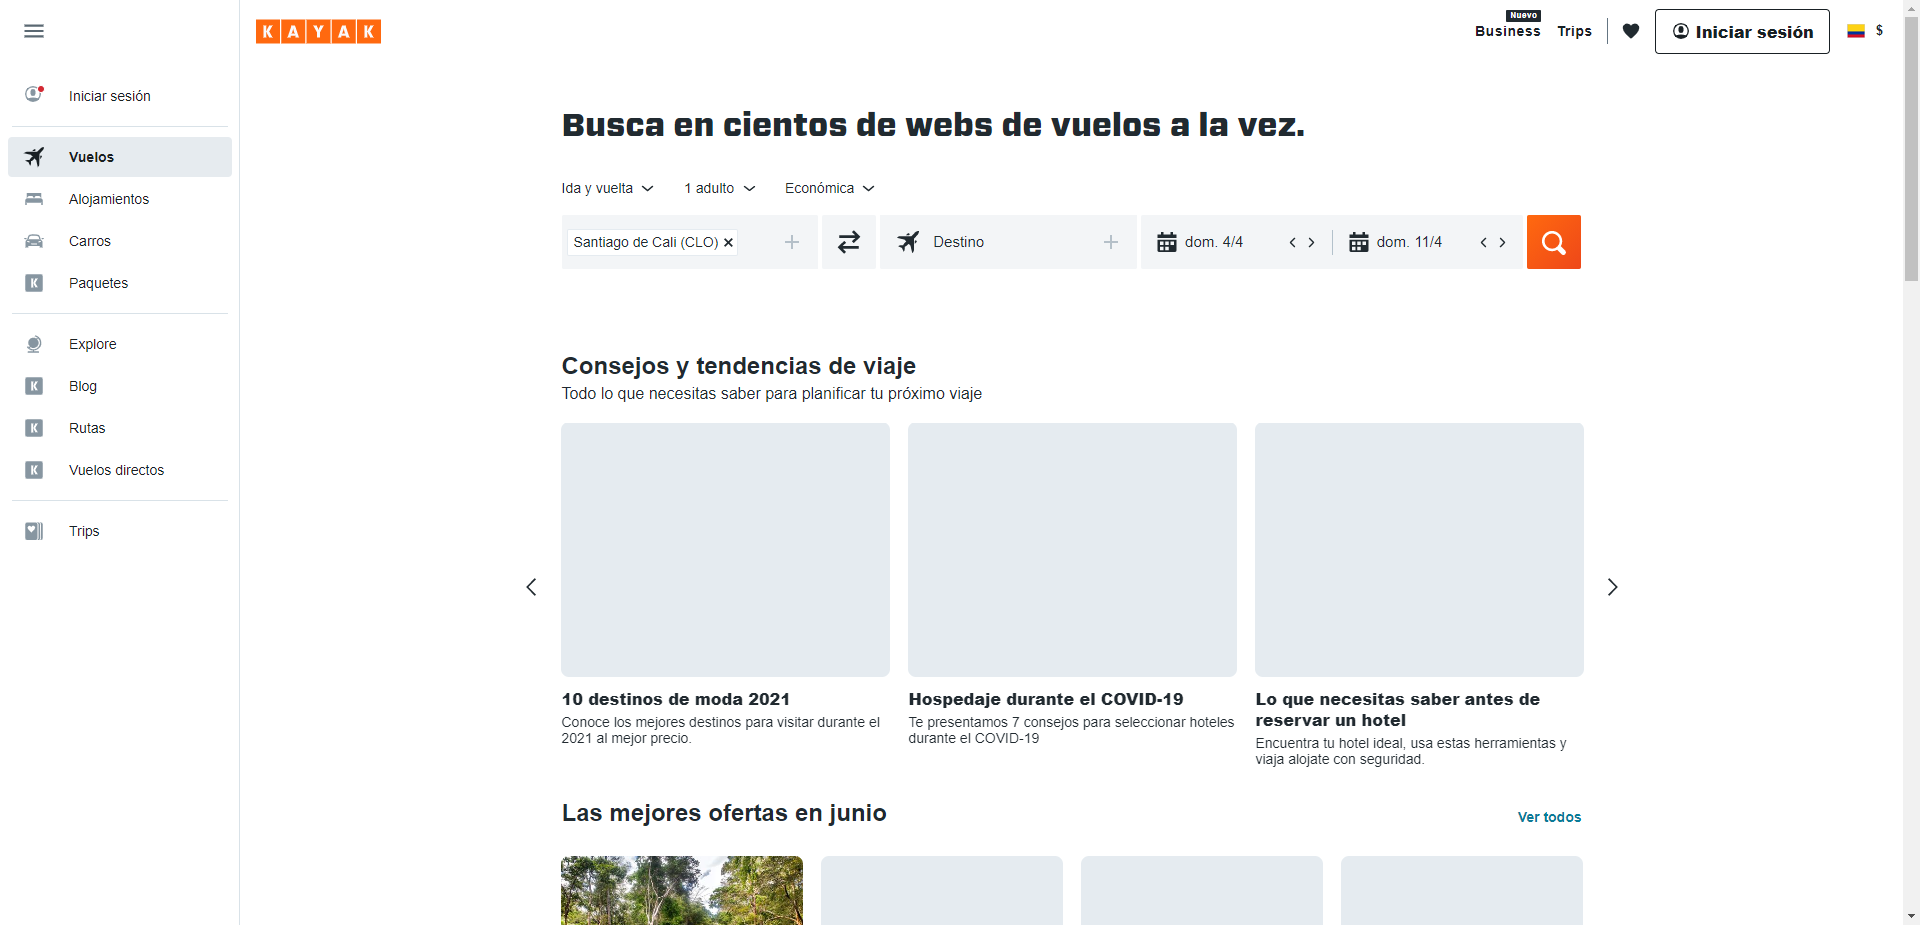 KAYAK
Nuevo
Business
Trips
Iniciar sesión
$
Iniciar sesión
Vuelos
Alojamientos
Carros
K Paquetes
Explore
K Blog
K Rutas
K Vuelos directos
Trips
Busca en cientos de webs de vuelos a la vez.
Ida y vuelta 1 adulto Económica
Santiago de Cali (CLO) Destino dom. 4/4 dom. 11/4
Consejos y tendencias de viaje
Todo lo que necesitas saber para planificar tu próximo viaje
10 destinos de moda 2021
Conoce los mejores destinos para visitar durante el
2021 al mejor precio.
Hospedaje durante el COVID-19
Te presentamos 7 consejos para seleccionar hoteles
durante el COVID-19
Lo que necesitas saber antes de
reservar un hotel
Encuentra tu hotel ideal, usa estas herramientas y
viaja alojate con seguridad.
Las mejores ofertas en junio
Ver todos